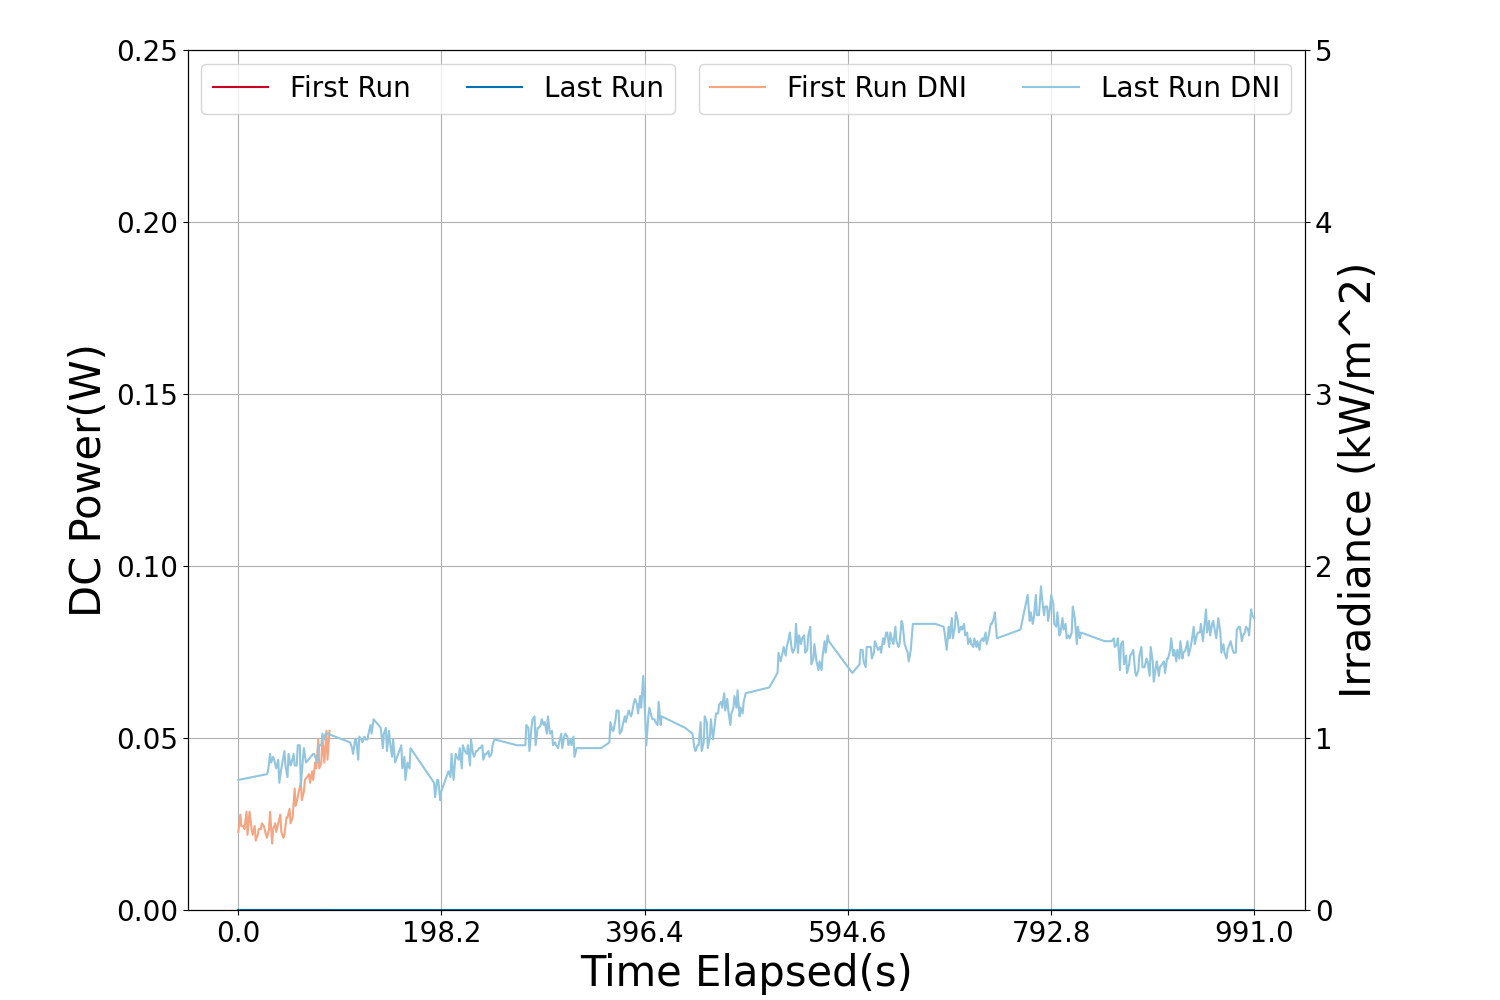 First Run
Last Run
First Run DNI
Last Run DNI
DC Power(W)
0.25
0.20
0.15
0.10
0.05
0.00
5
4
3
2
1
0
Irradiance (kW/m^2)
0.0 198.2 396.4 594.6 792.8 991.0
Time Elapsed(s)